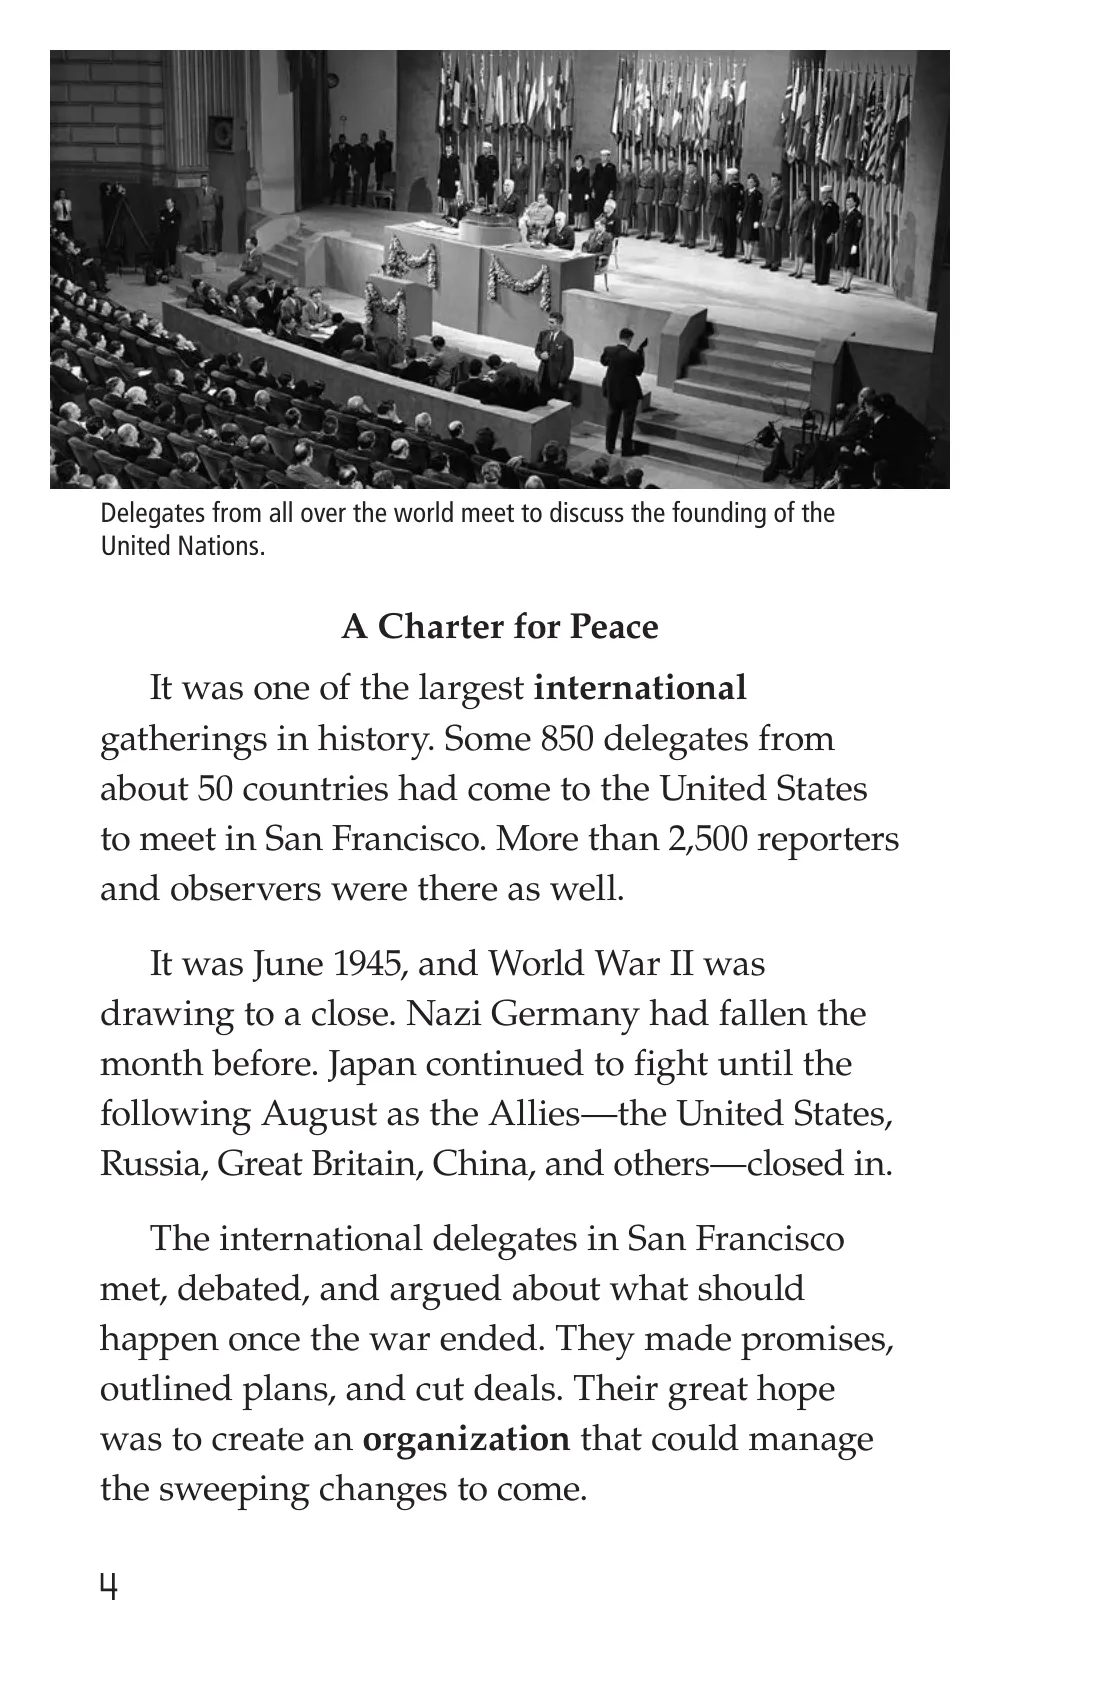 Delegates from all over the world meet to discuss the founding of the
United Nations.
A Charter for Peace
It was one of the largest international
gatherings in history. Some 850 delegates from
about 50 countries had come to the United States
to meet in San Francisco. More than 2,500 reporters
and observers were there as well.
It was June 1945, and World War II was
drawing to a close. Nazi Germany had fallen the
month before. Japan continued to fight until the
following August as the Allies—the United States,
Russia, Great Britain, China, and others—closed in.
The international delegates in San Francisco
met, debated, and argued about what should
happen once the war ended. They made promises,
outlined plans, and cut deals. Their great hope
was to create an organization that could manage
the sweeping changes to come.
4